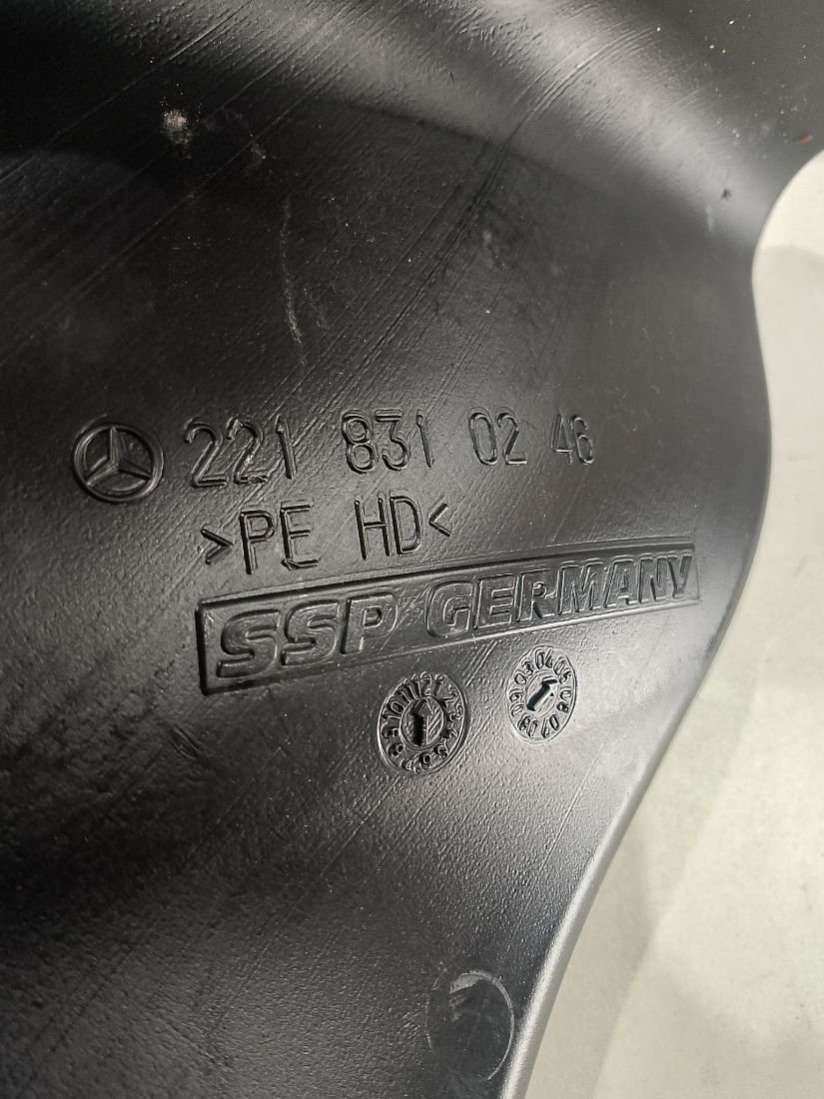 221 831 02 46
>PE HD<
SSP GERMANY